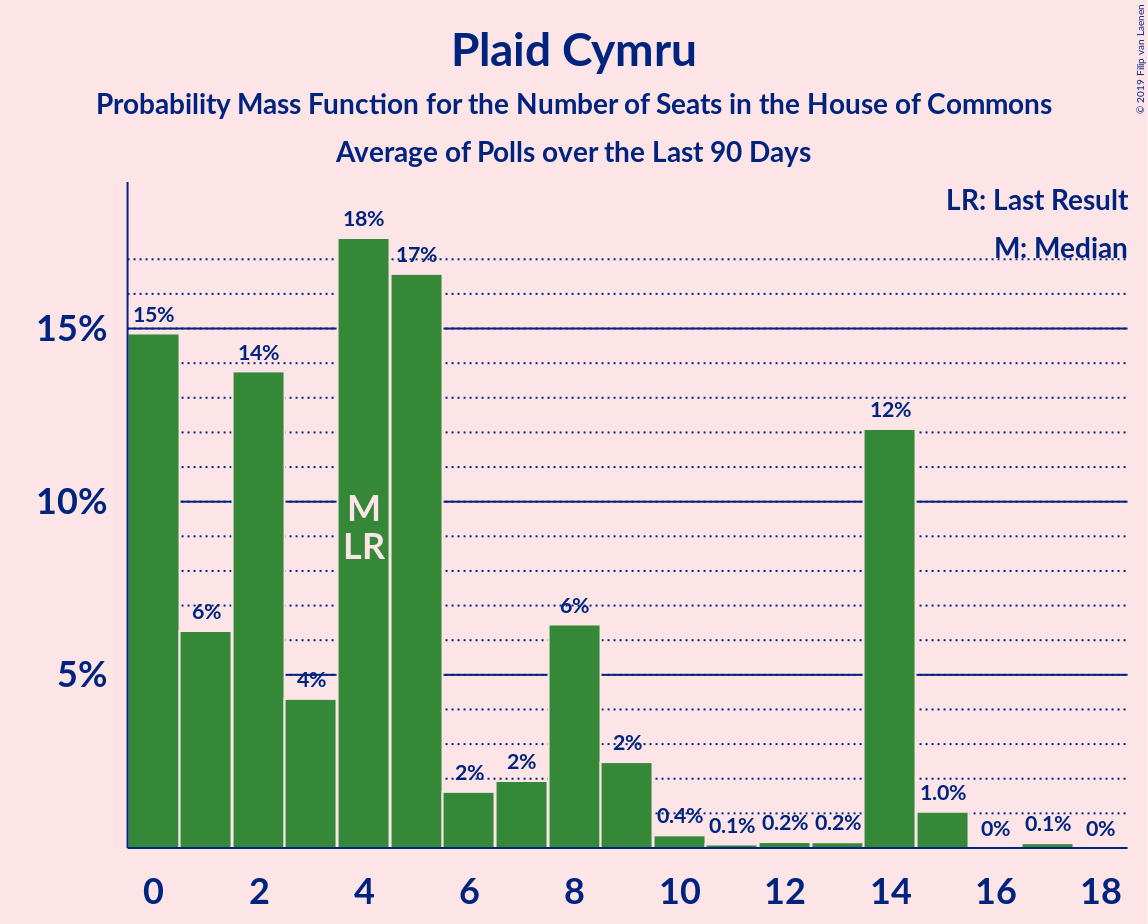 Plaid Cymru
Probability Mass Function for the Number of Seats in the House of Commons
Average of Polls over the Last 90 Days
© 2019 Filip van Laenen
LR: Last Result
M: Median
15%
10%
5%
15%
6%
14%
4%
18%
17%
2%
2%
6%
2%
0.4%
0.1%
0.2%
0.2%
12%
1.0%
0%
0.1%
0%
M
LR
0 2 4 6 8 10 12 14 16 18